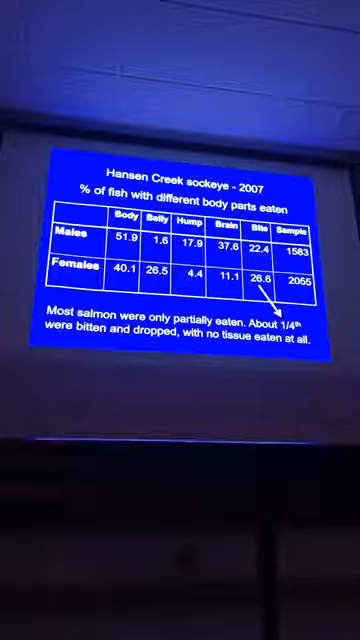 Hansen Creek sockeye - 2007
% of fish with different body parts eaten
Body Belly Hump Brain Bite Sample
Males 51.9 1.6 17.9 37.6 22.4 1583
Females 40.1 26.5 4.4 11.1 26.6 2055
Most salmon were only partially eaten. About 1/4th
were bitten and dropped, with no tissue eaten at all.